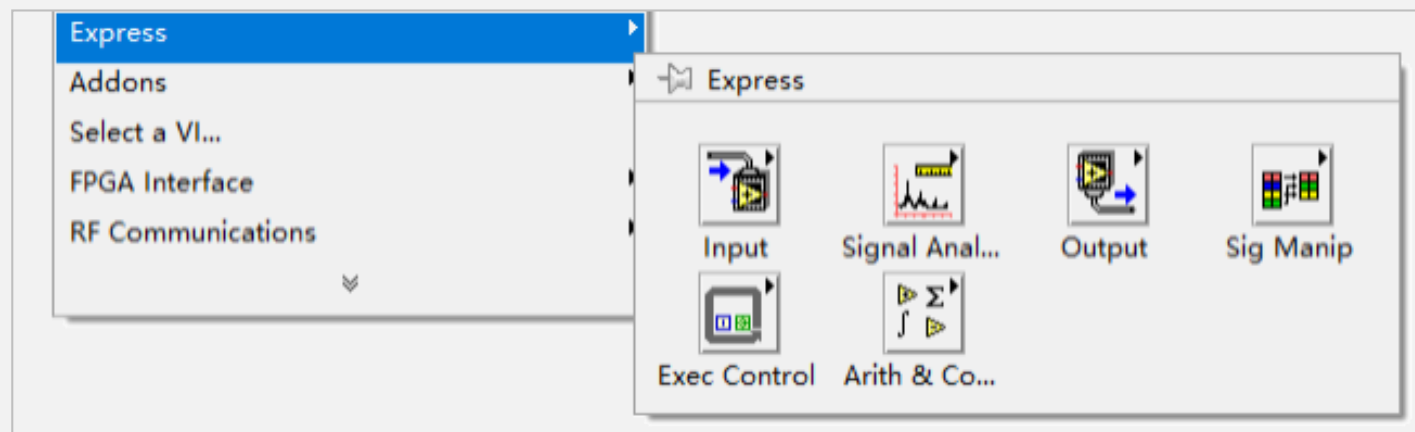 Express
Addons
Select a VI...
FPGA Interface
RF Communications
Express
Input
Signal Anal...
Output
Sig Manip
Exec Control
Arith & Co...